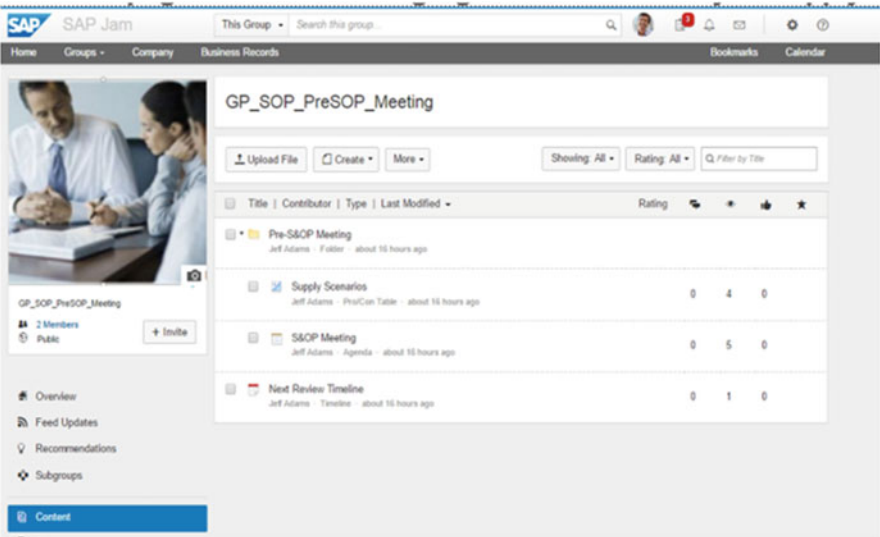 SAP SAP Jam This Group Search this group... 3
Home Groups Company Business Records Bookmarks Calendar
GP_SOP_PreSOP_Meeting
Upload File Create More Showing: All Rating: All Filter by Title
Title | Contributor | Type | Last Modified Rating
Pre-S&OP Meeting
Jeff Adams · Folder · about 16 hours ago
Supply Scenarios 0 4 0
Jeff Adams · Pro/Con Table · about 16 hours ago
S&OP Meeting 0 5 0
Jeff Adams · Agenda · about 16 hours ago
Next Review Timeline 0 1 0
Jeff Adams · Timeline · about 16 hours ago
GP_SOP_PreSOP_Meeting
2 Members
Public
+ Invite
Overview
Feed Updates
Recommendations
Subgroups
Content